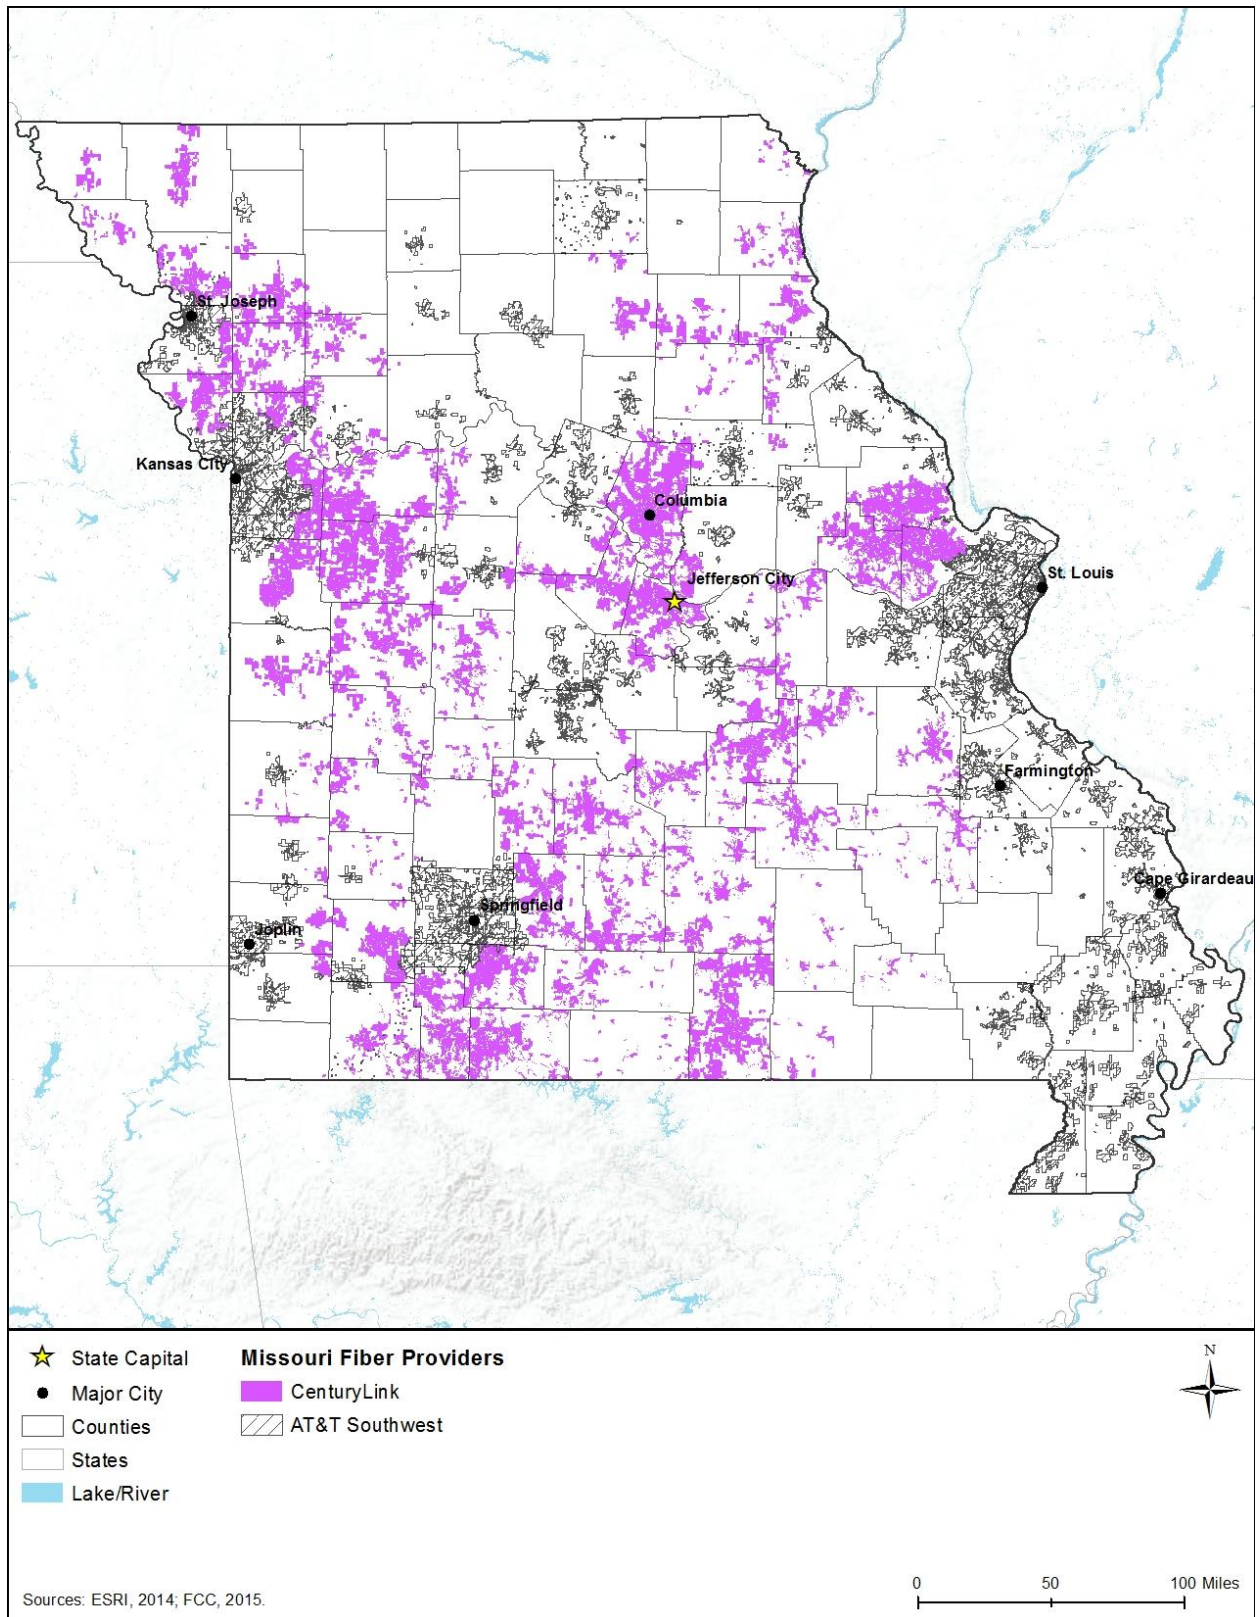 St. Joseph
Kansas City
Columbia
Jefferson City
St. Louis
Farmington
Cape Girardeau
Springfield
Joplin
State Capital
Major City
Counties
States
Lake/River
Missouri Fiber Providers
CenturyLink
AT&T Southwest
N
Sources: ESRI, 2014; FCC, 2015.
0 50 100 Miles